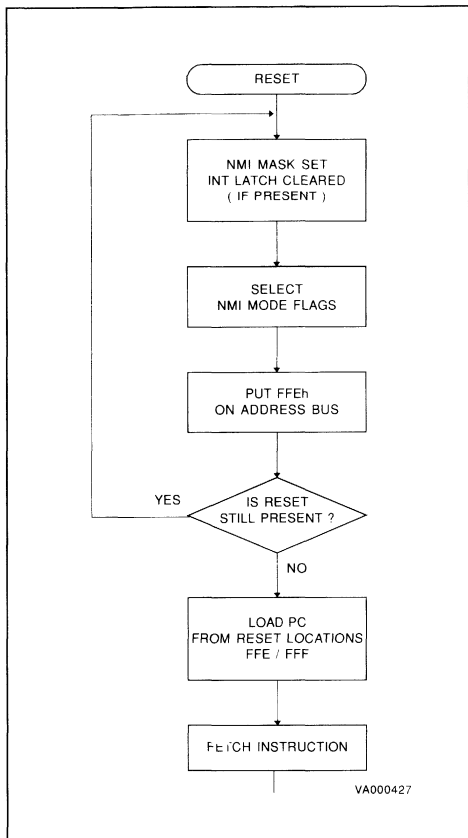 RESET
NMI MASK SET
INT LATCH CLEARED
( IF PRESENT )
SELECT
NMI MODE FLAGS
PUT FFEh
ON ADDRESS BUS
YES
IS RESET
STILL PRESENT ?
NO
LOAD PC
FROM RESET LOCATIONS
FFE / FFF
FETCH INSTRUCTION
VA000427